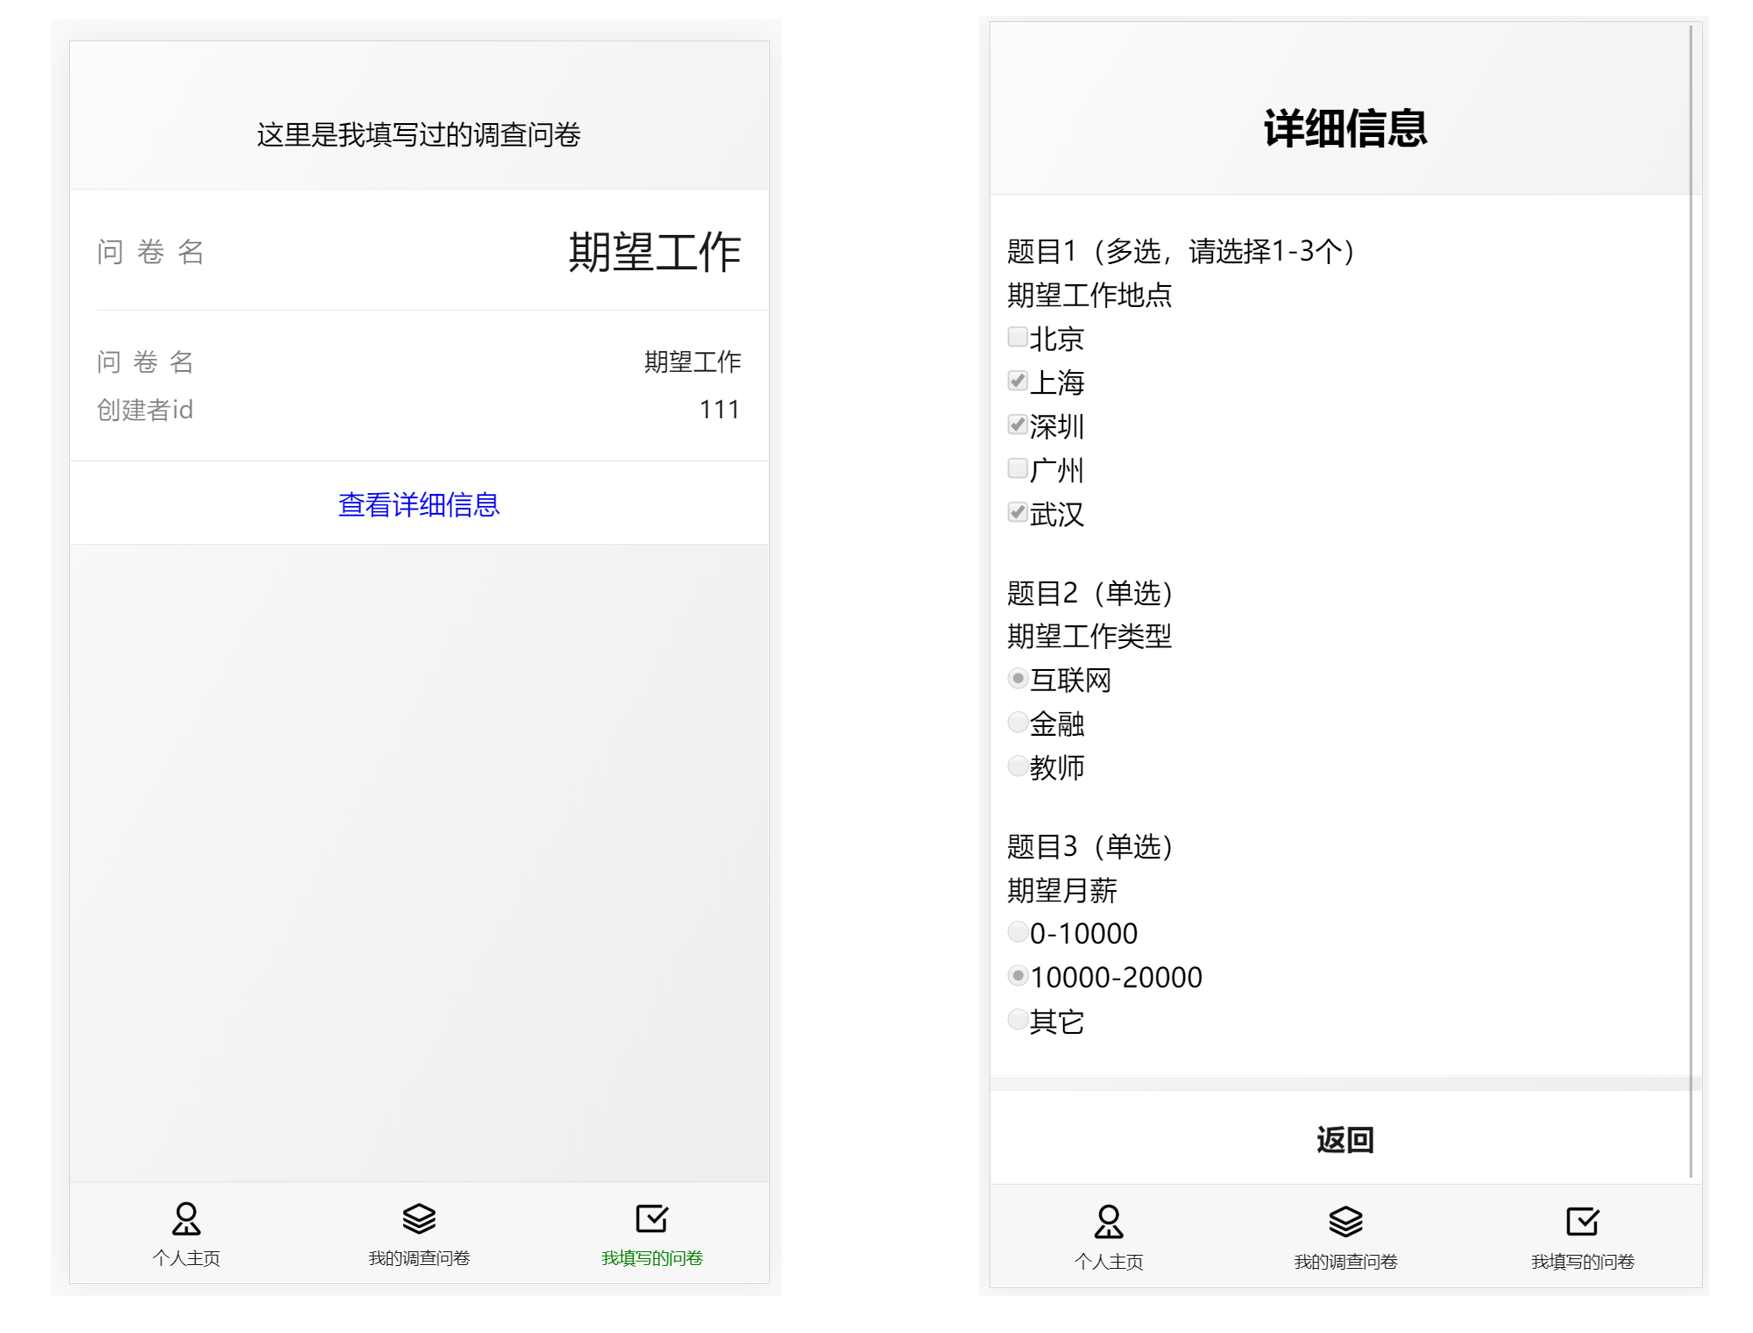 这里是我填写过的调查问卷
问卷名 期望工作
问卷名 期望工作
创建者id 111
查看详细信息
个人主页 我的调查问卷 我填写的问卷
详细信息
题目1（多选，请选择1-3个）
期望工作地点
北京
上海
深圳
广州
武汉
题目2（单选）
期望工作类型
互联网
金融
教师
题目3（单选）
期望月薪
0-10000
10000-20000
其它
返回
个人主页 我的调查问卷 我填写的问卷